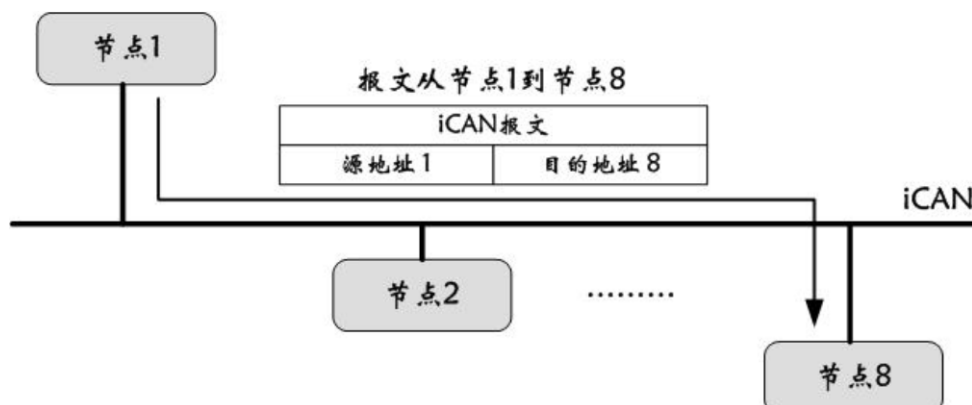 节点1
报文从节点1到节点8
iCAN报文
源地址1
目的地址8
iCAN
节点2
.........
节点8